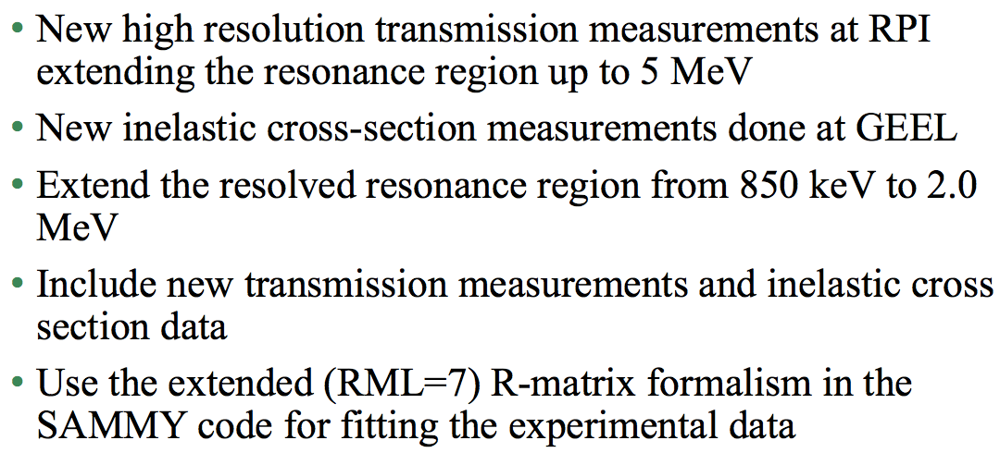 • New high resolution transmission measurements at RPI
extending the resonance region up to 5 MeV
• New inelastic cross-section measurements done at GEEL
• Extend the resolved resonance region from 850 keV to 2.0
MeV
• Include new transmission measurements and inelastic cross
section data
• Use the extended (RML=7) R-matrix formalism in the
SAMMY code for fitting the experimental data